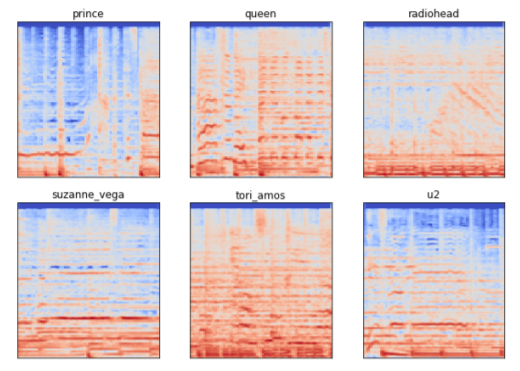 prince
queen
radiohead
suzanne_vega
tori_amos
u2